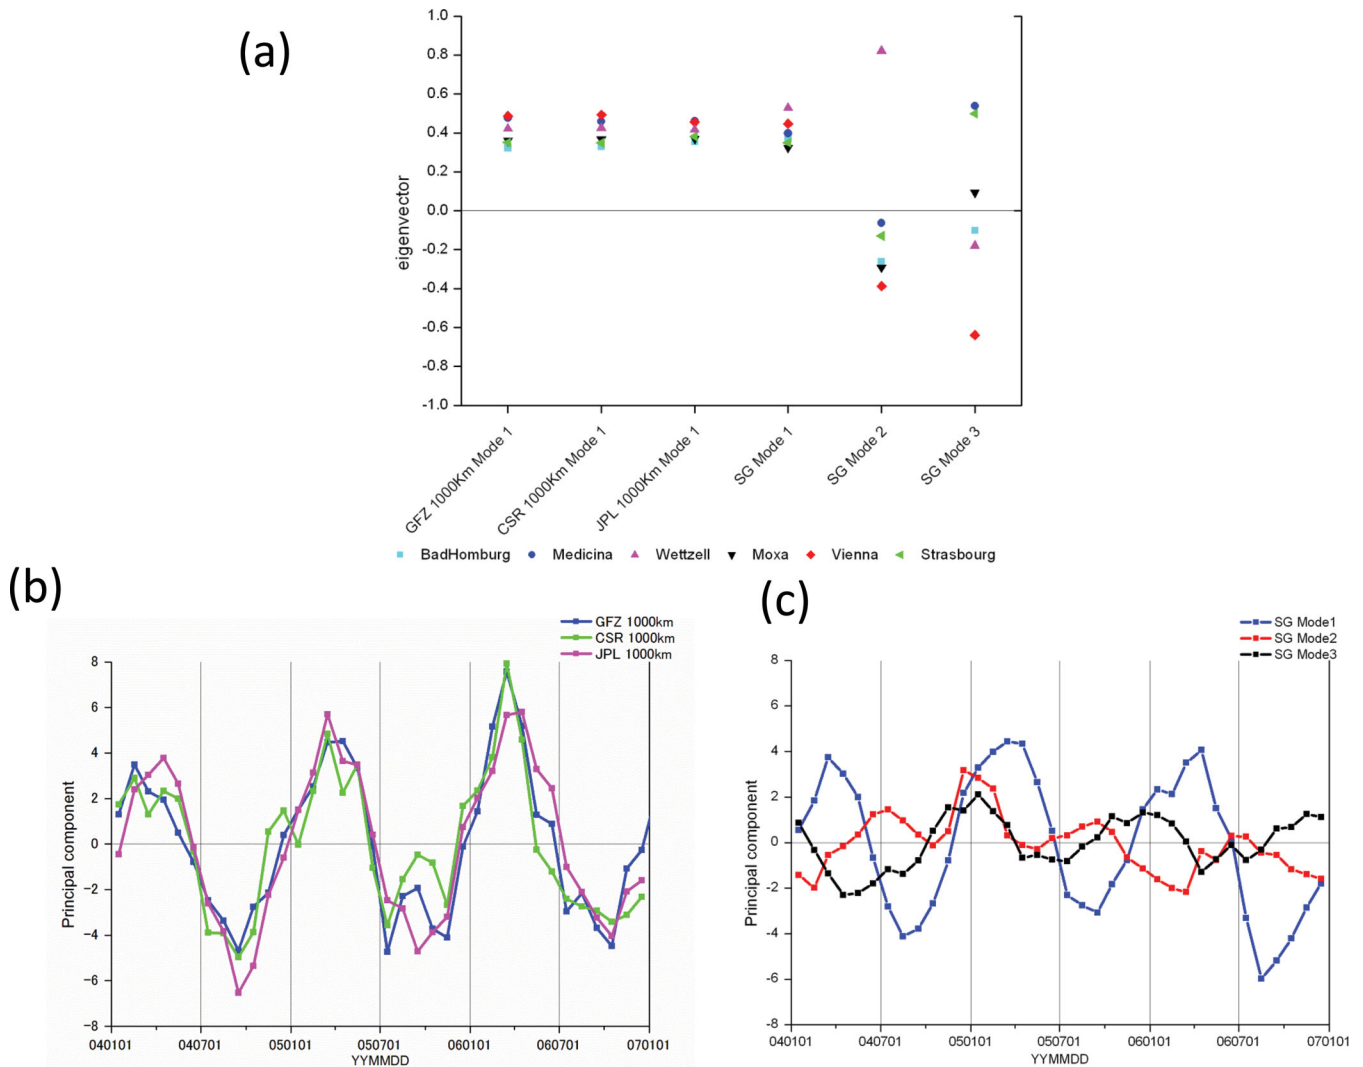 (a)
1.0
0.8
0.6
0.4
0.2
0.0
-0.2
-0.4
-0.6
-0.8
-1.0
eigenvector
GFZ 1000Km Mode 1
CSR 1000Km Mode 1
JPL 1000Km Mode 1
SG Mode 1
SG Mode 2
SG Mode 3
BadHomburg Medicina Wettzell Moxa Vienna Strasbourg
(b)
GFZ 1000km
CSR 1000km
JPL 1000km
8
6
4
2
0
−2
−4
−6
−8
Principal component
040101 040701 050101 050701 060101 060701 070101
YYMMDD
(c)
SG Mode1
SG Mode2
SG Mode3
8
6
4
2
0
-2
-4
-6
-8
Principal component
040101 040701 050101 050701 060101 060701 070101
YYMMDD